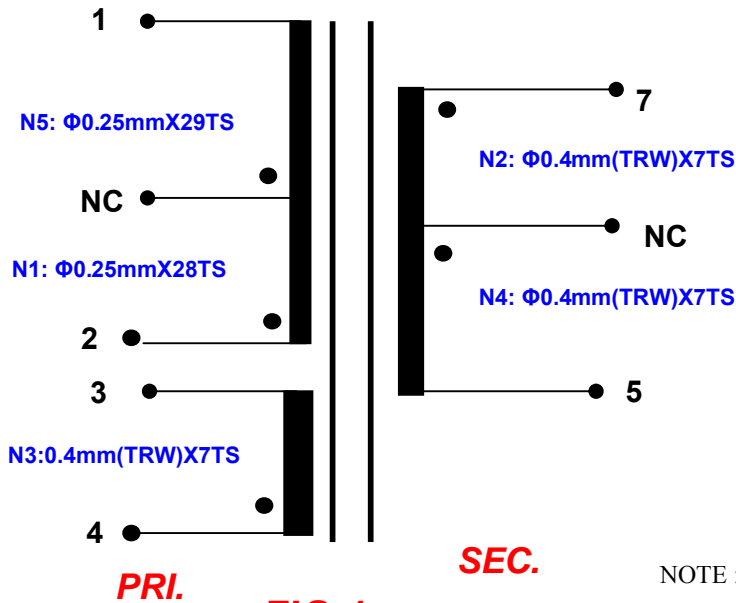 1
N5: Φ0.25mmX29TS
NC
N1: Φ0.25mmX28TS
2
3
N3:0.4mm(TRW)X7TS
4
PRI.
7
N2: Φ0.4mm(TRW)X7TS
NC
N4: Φ0.4mm(TRW)X7TS
5
SEC.
NOTE